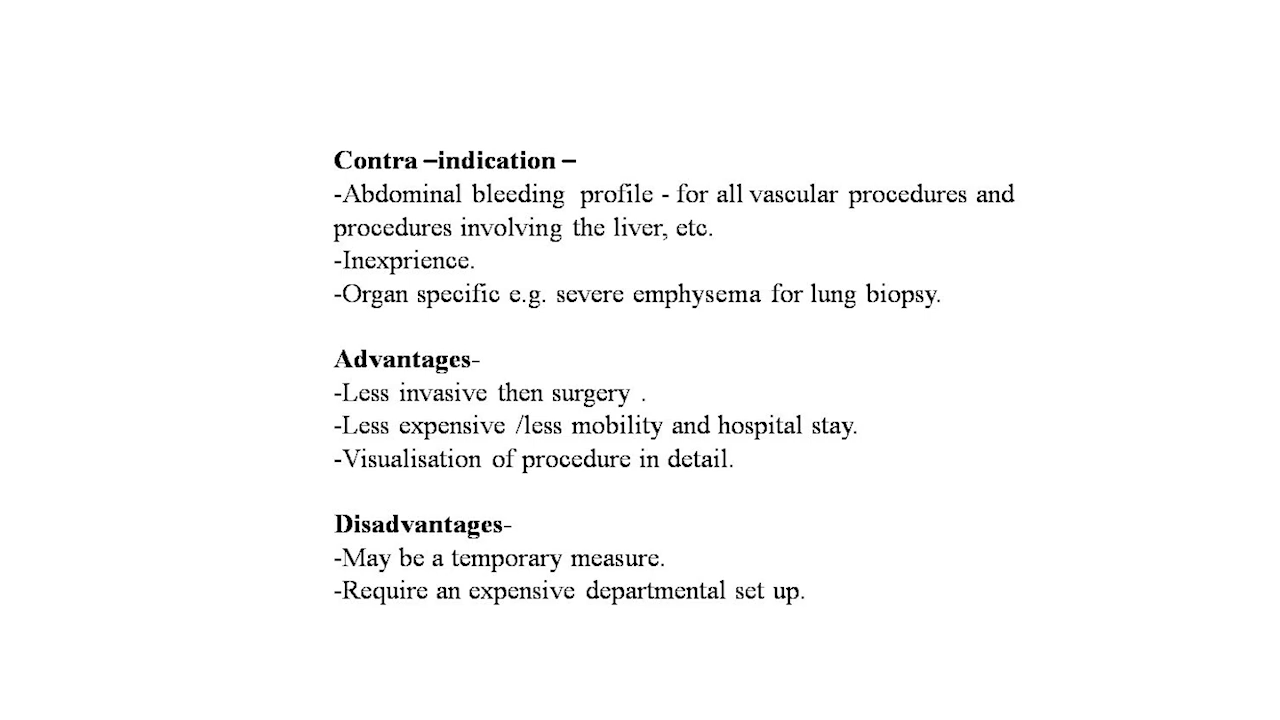 Contra –indication –
-Abdominal bleeding profile - for all vascular procedures and
procedures involving the liver, etc.
-Inexprience.
-Organ specific e.g. severe emphysema for lung biopsy.
Advantages-
-Less invasive then surgery .
-Less expensive /less mobility and hospital stay.
-Visualisation of procedure in detail.
Disadvantages-
-May be a temporary measure.
-Require an expensive departmental set up.